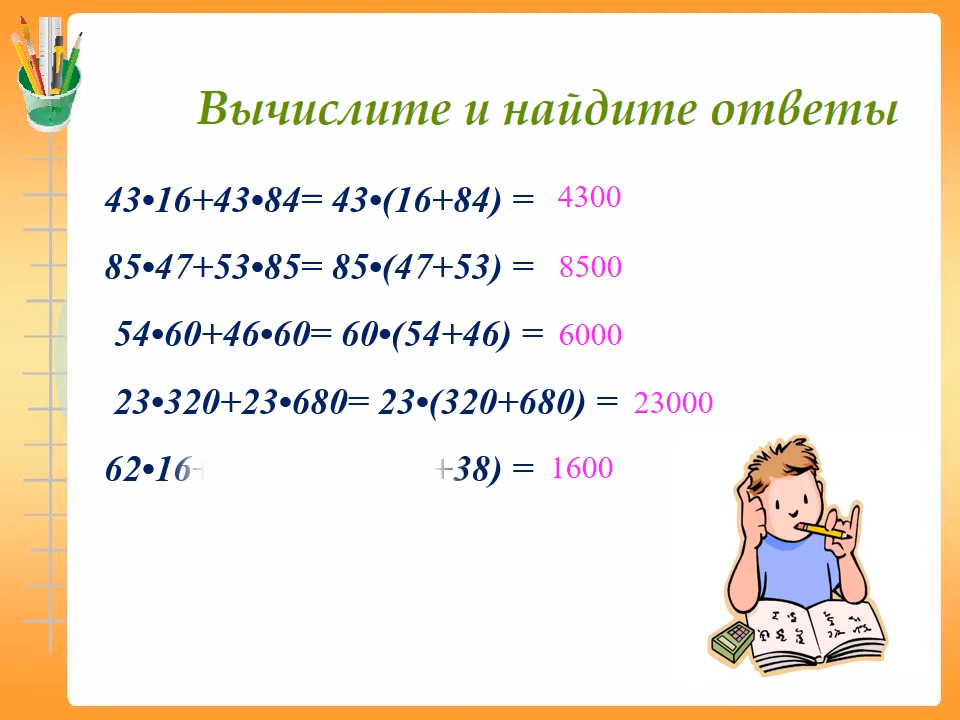 Вычислите и найдите ответы
43•16+43•84= 43•(16+84) = 4300
85•47+53•85= 85•(47+53) = 8500
54•60+46•60= 60•(54+46) = 6000
23•320+23•680= 23•(320+680) = 23000
62•16+ +38) = 1600